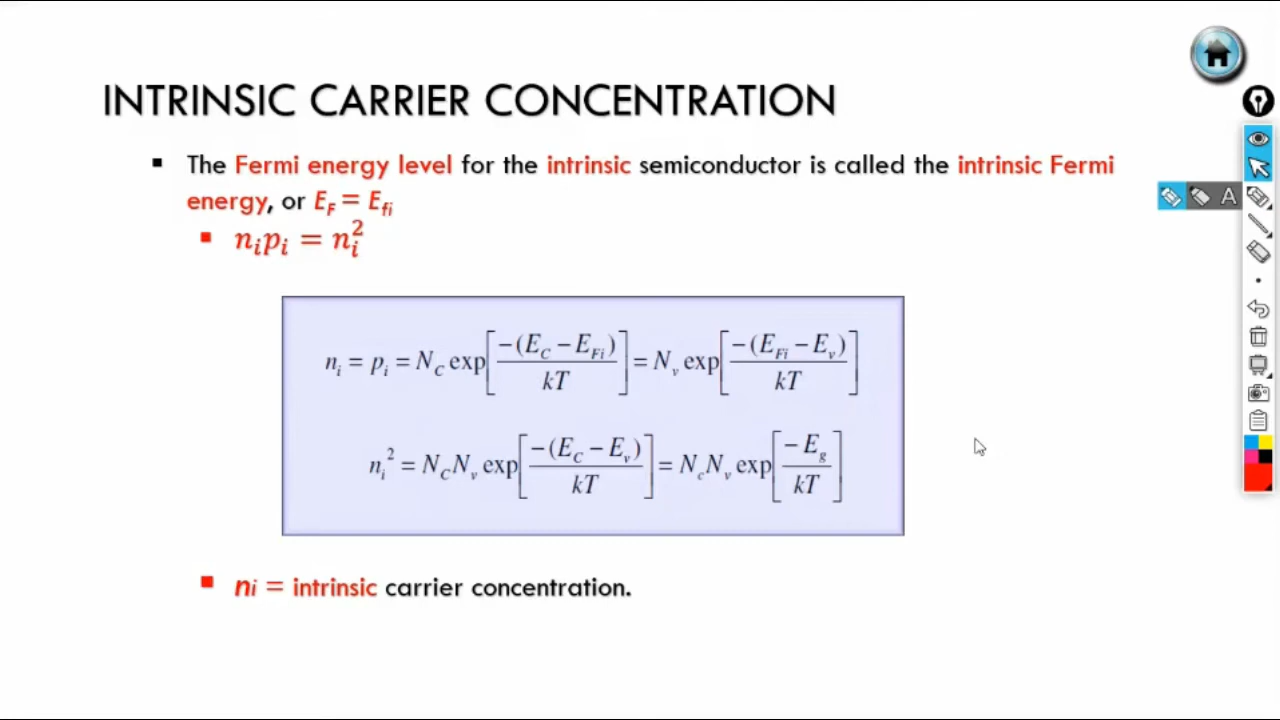 INTRINSIC CARRIER CONCENTRATION
▪ The Fermi energy level for the intrinsic semiconductor is called the intrinsic Fermi
energy, or E_F = E_fi
▪ n_i p_i = n_i^2
n_i = p_i = N_C exp[−(E_C − E_Fi)/kT] = N_v exp[−(E_Fi − E_v)/kT]
n_i^2 = N_C N_v exp[−(E_C − E_v)/kT] = N_c N_v exp[−E_g/kT]
▪ ni = intrinsic carrier concentration.
A